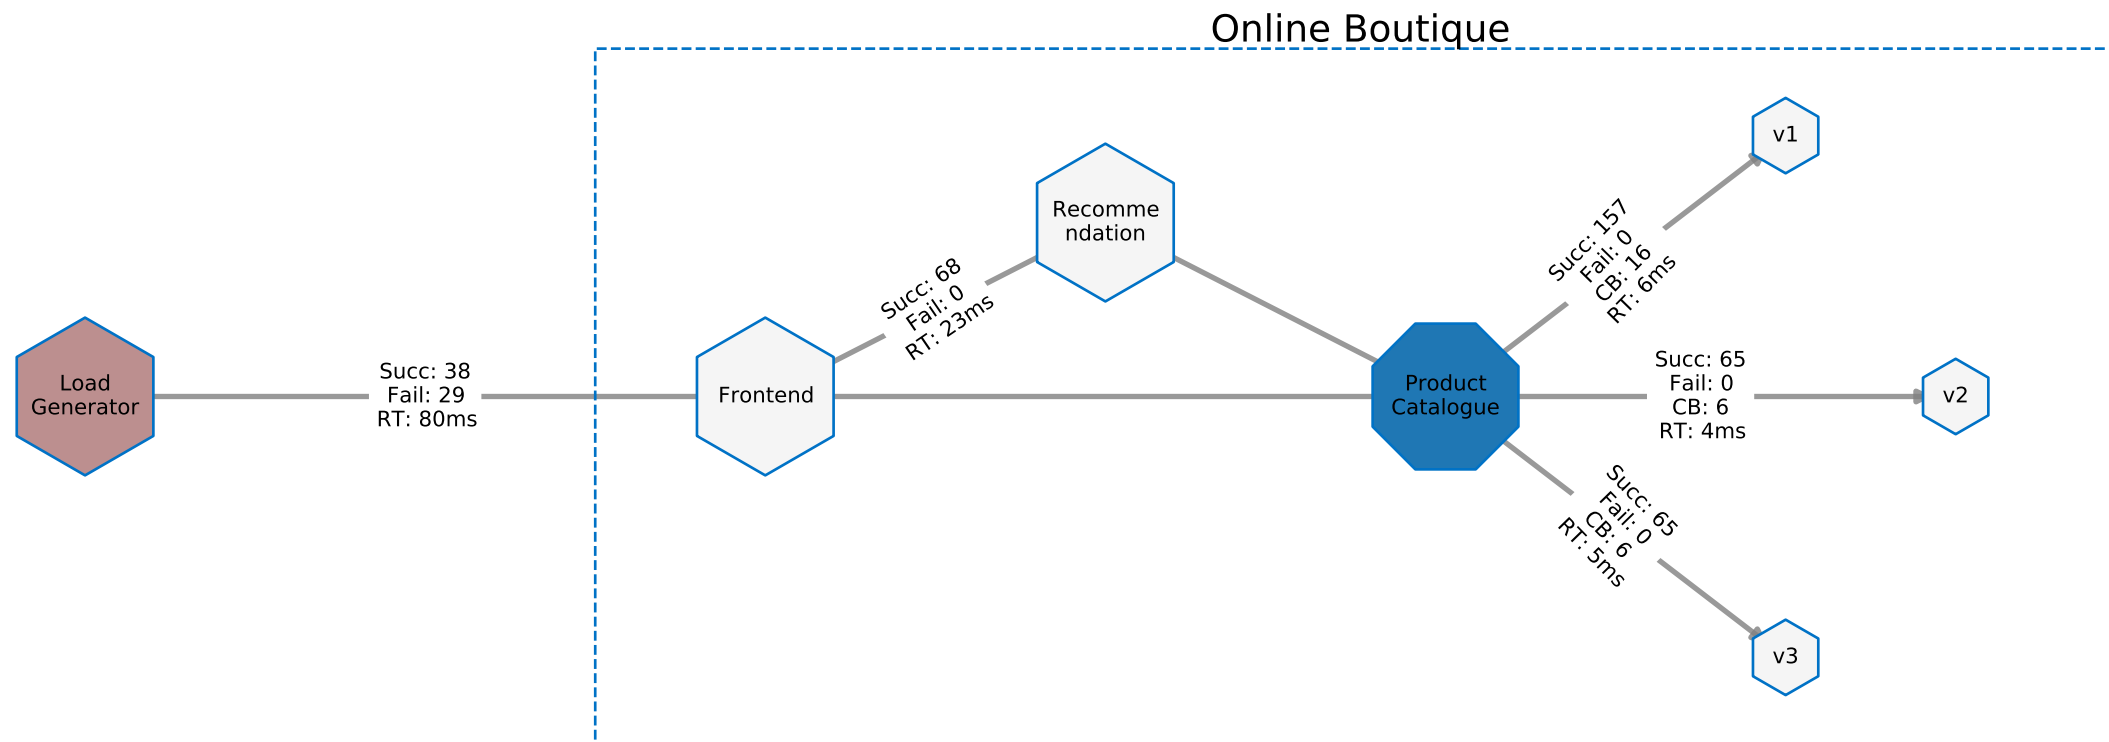 Online Boutique
Load
Generator
Succ: 38
Fail: 29
RT: 80ms
Frontend
Succ: 68
Fail: 0
RT: 23ms
Recomme
ndation
Product
Catalogue
Succ: 157
Fail: 0
CB: 16
RT: 6ms
v1
Succ: 65
Fail: 0
CB: 6
RT: 4ms
v2
Succ: 65
Fail: 0
CB: 6
RT: 5ms
v3